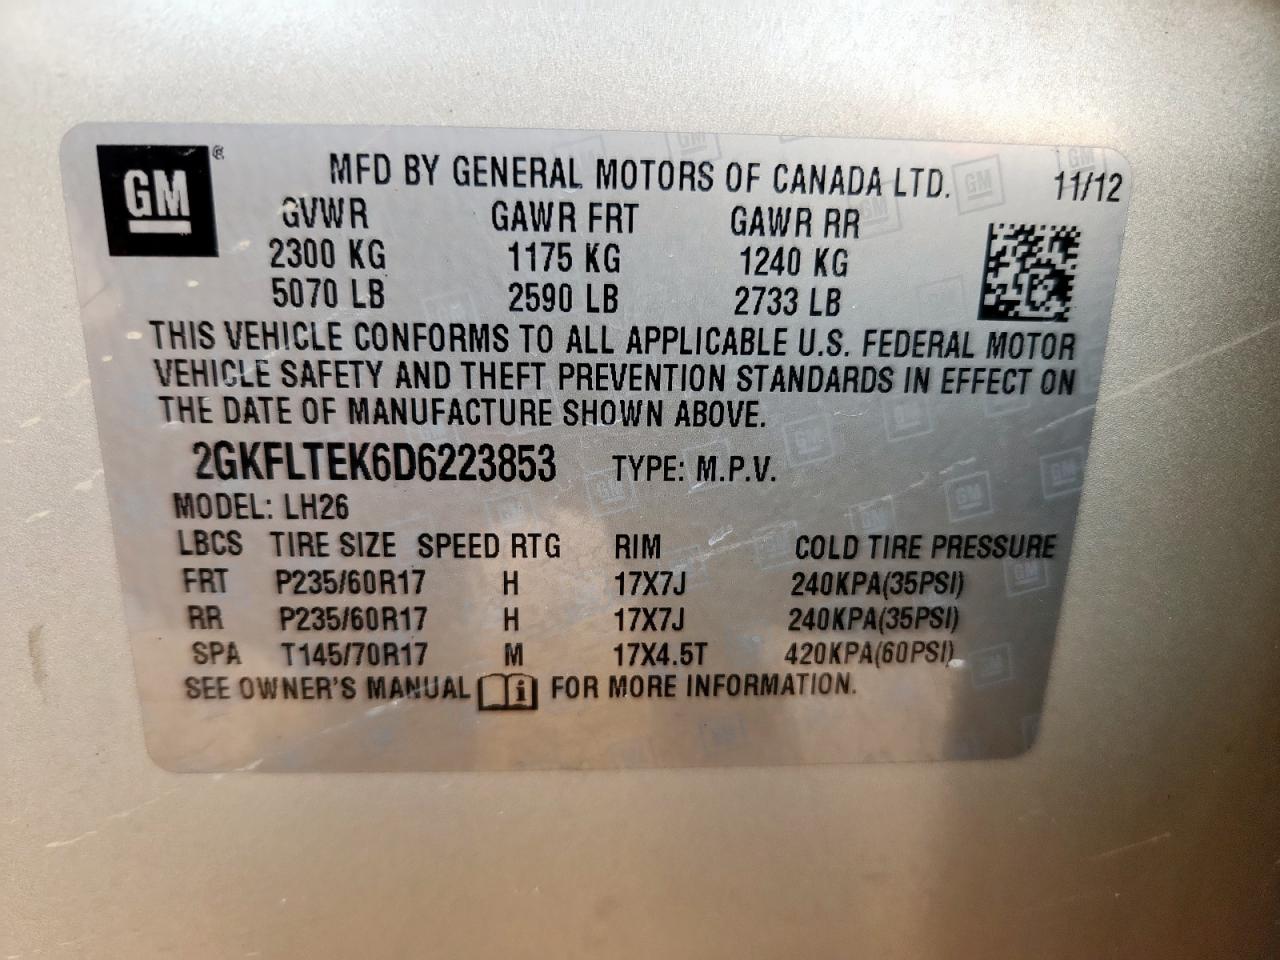 GM ®
MFD BY GENERAL MOTORS OF CANADA LTD. 11/12
GVWR GAWR FRT GAWR RR
2300 KG 1175 KG 1240 KG
5070 LB 2590 LB 2733 LB
THIS VEHICLE CONFORMS TO ALL APPLICABLE U.S. FEDERAL MOTOR
VEHICLE SAFETY AND THEFT PREVENTION STANDARDS IN EFFECT ON
THE DATE OF MANUFACTURE SHOWN ABOVE.
2GKFLTEK6D6223853 TYPE: M.P.V.
MODEL: LH26
LBCS TIRE SIZE SPEED RTG RIM COLD TIRE PRESSURE
FRT P235/60R17 H 17X7J 240KPA(35PSI)
RR P235/60R17 H 17X7J 240KPA(35PSI)
SPA T145/70R17 M 17X4.5T 420KPA(60PSI)
SEE OWNER'S MANUAL i FOR MORE INFORMATION.